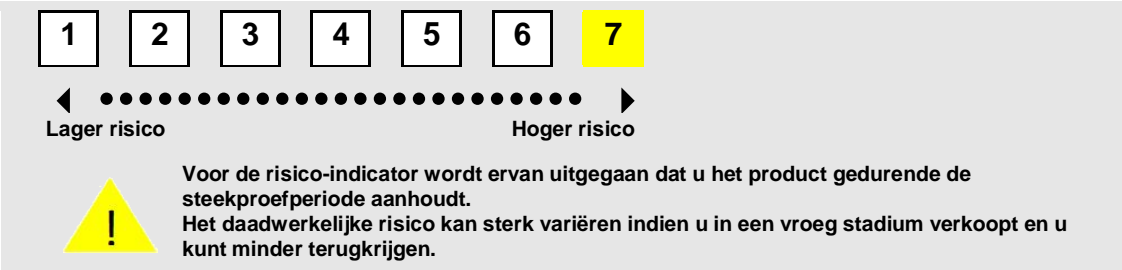 1 2 3 4 5 6 7
Lager risico Hoger risico
! Voor de risico-indicator wordt ervan uitgegaan dat u het product gedurende de
steekproefperiode aanhoudt.
Het daadwerkelijke risico kan sterk variëren indien u in een vroeg stadium verkoopt en u
kunt minder terugkrijgen.